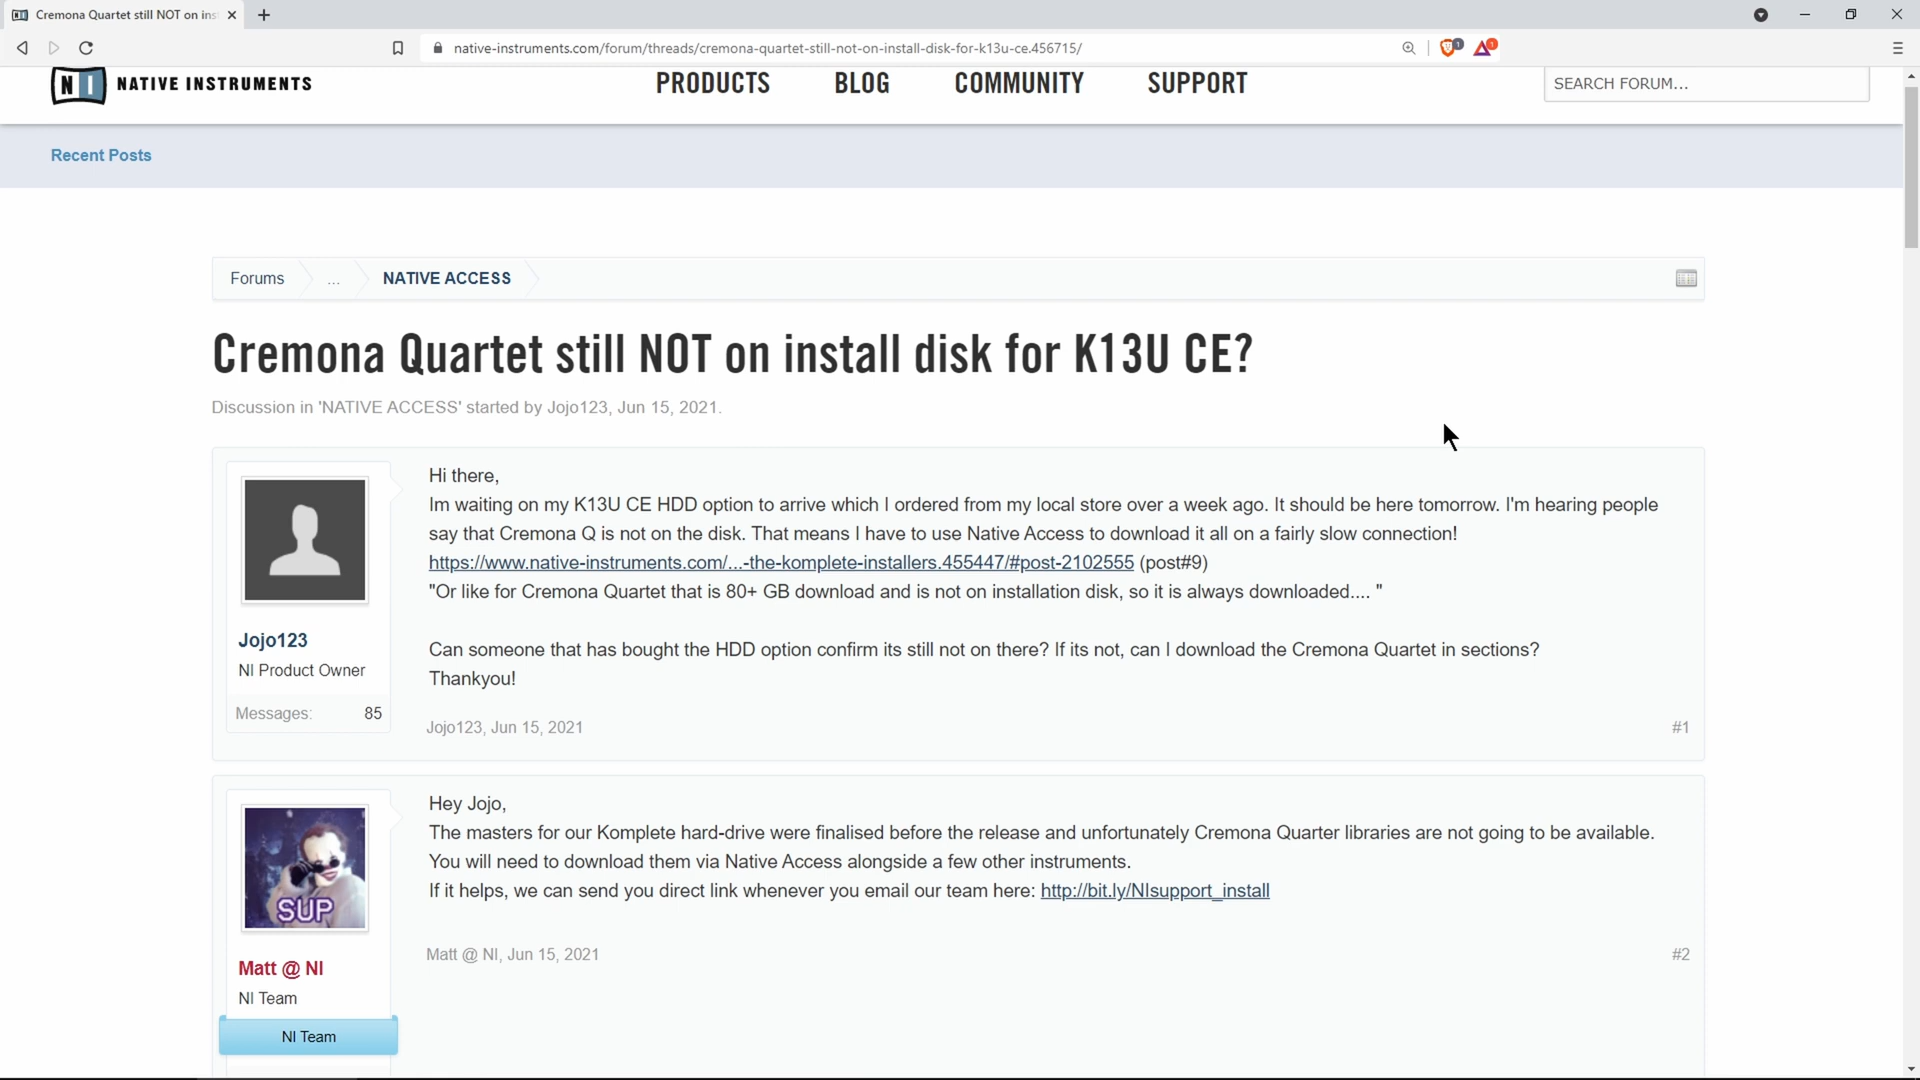 Cremona Quartet still NOT on ins
native-instruments.com/forum/threads/cremona-quartet-still-not-on-install-disk-for-k13u-ce.456715/
1
1
NI NATIVE INSTRUMENTS
PRODUCTS
BLOG
COMMUNITY
SUPPORT
SEARCH FORUM...
Recent Posts
Forums
...
NATIVE ACCESS
Cremona Quartet still NOT on install disk for K13U CE?
Discussion in 'NATIVE ACCESS' started by Jojo123, Jun 15, 2021.
Hi there,
Im waiting on my K13U CE HDD option to arrive which I ordered from my local store over a week ago. It should be here tomorrow. I'm hearing people
say that Cremona Q is not on the disk. That means I have to use Native Access to download it all on a fairly slow connection!
https://www.native-instruments.com/...-the-komplete-installers.455447/#post-2102555 (post#9)
"Or like for Cremona Quartet that is 80+ GB download and is not on installation disk, so it is always downloaded.... "
Can someone that has bought the HDD option confirm its still not on there? If its not, can I download the Cremona Quartet in sections?
Thankyou!
Jojo123
NI Product Owner
Messages: 85
Jojo123, Jun 15, 2021
#1
Hey Jojo,
The masters for our Komplete hard-drive were finalised before the release and unfortunately Cremona Quarter libraries are not going to be available.
You will need to download them via Native Access alongside a few other instruments.
If it helps, we can send you direct link whenever you email our team here: http://bit.ly/NIsupport_install
SUP
Matt @ NI
NI Team
NI Team
Matt @ NI, Jun 15, 2021
#2